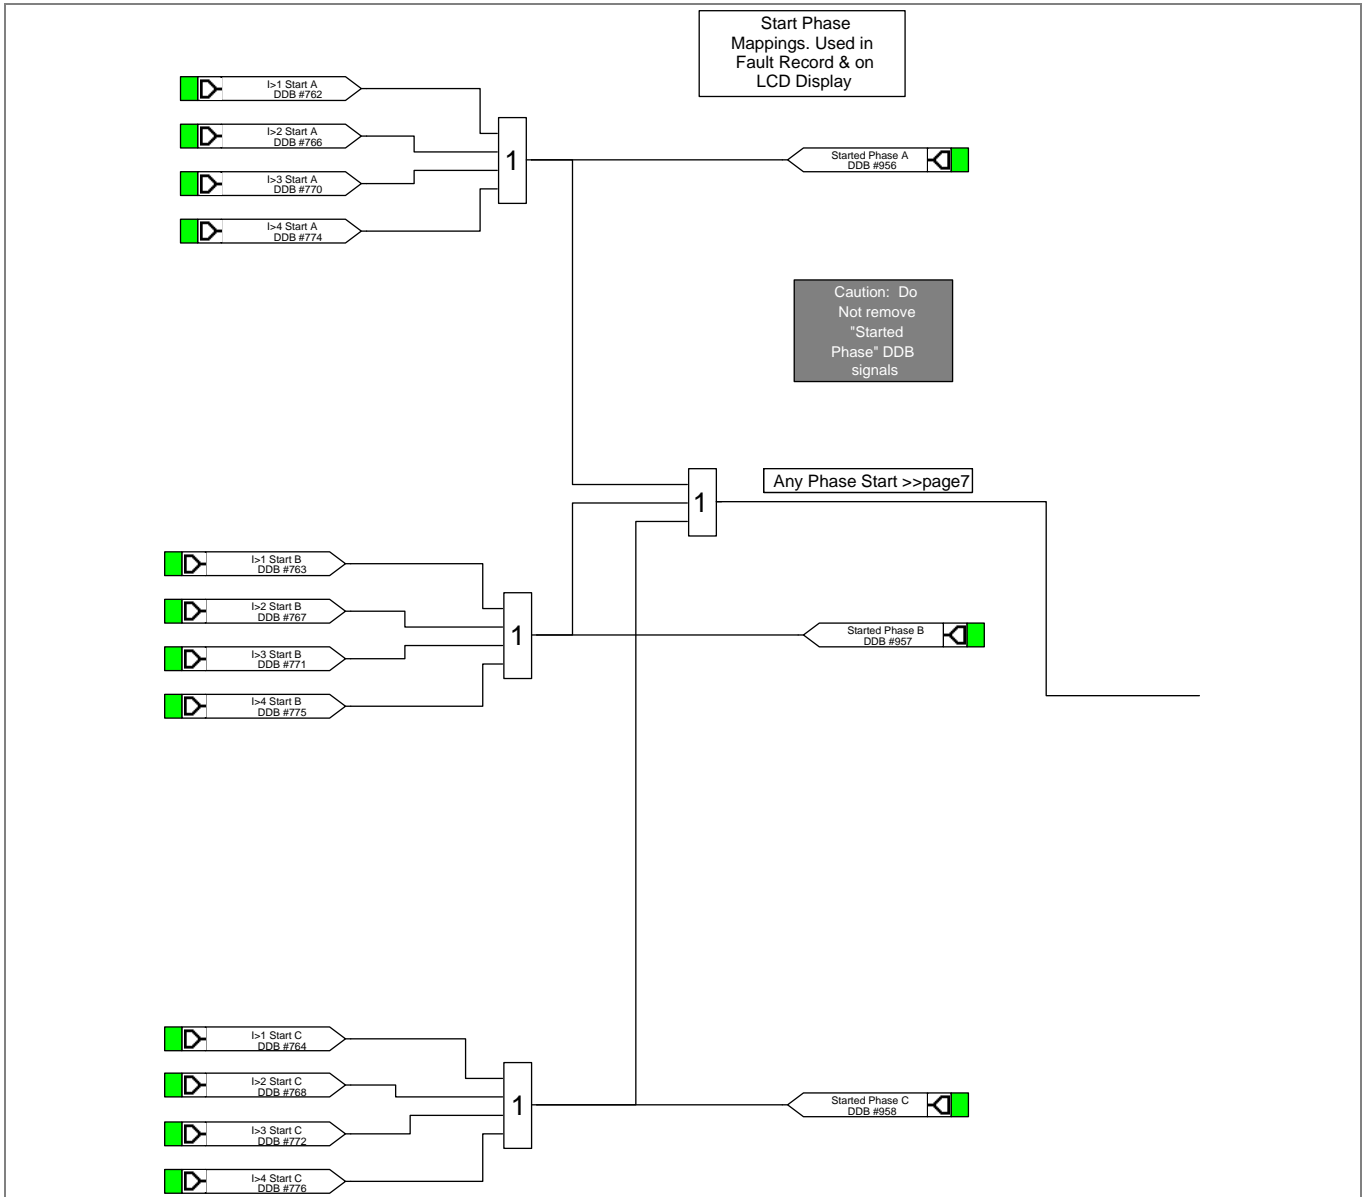 Start Phase
Mappings. Used in
Fault Record & on
LCD Display
I>1 Start A
DDB #762
I>2 Start A
DDB #766
I>3 Start A
DDB #770
I>4 Start A
DDB #774
1
Started Phase A
DDB #956
Caution: Do
Not remove
"Started
Phase" DDB
signals
1
Any Phase Start >>page7
I>1 Start B
DDB #763
I>2 Start B
DDB #767
I>3 Start B
DDB #771
I>4 Start B
DDB #775
1
Started Phase B
DDB #957
I>1 Start C
DDB #764
I>2 Start C
DDB #768
I>3 Start C
DDB #772
I>4 Start C
DDB #776
1
Started Phase C
DDB #958